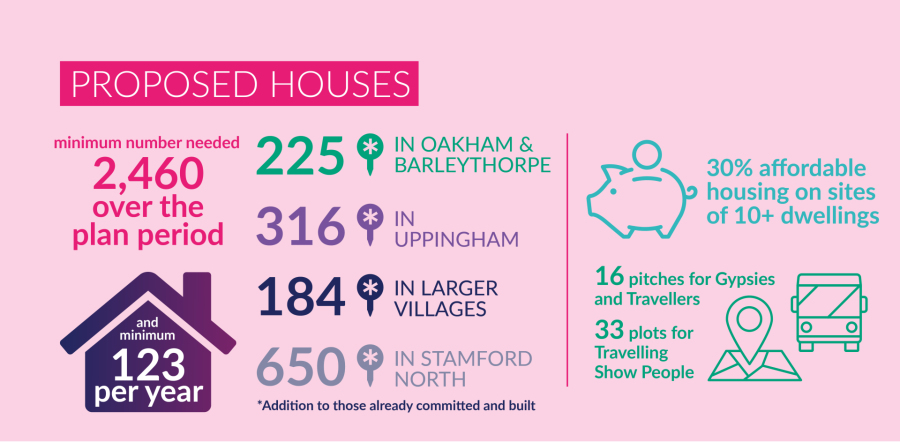 PROPOSED HOUSES
minimum number needed
2,460
over the
plan period
and
minimum
123
per year
225 * IN OAKHAM &
BARLEYTHORPE
316 * IN
UPPINGHAM
184 * IN LARGER
VILLAGES
650 * IN STAMFORD
NORTH
*Addition to those already committed and built
30% affordable
housing on sites
of 10+ dwellings
16 pitches for Gypsies
and Travellers
33 plots for
Travelling
Show People